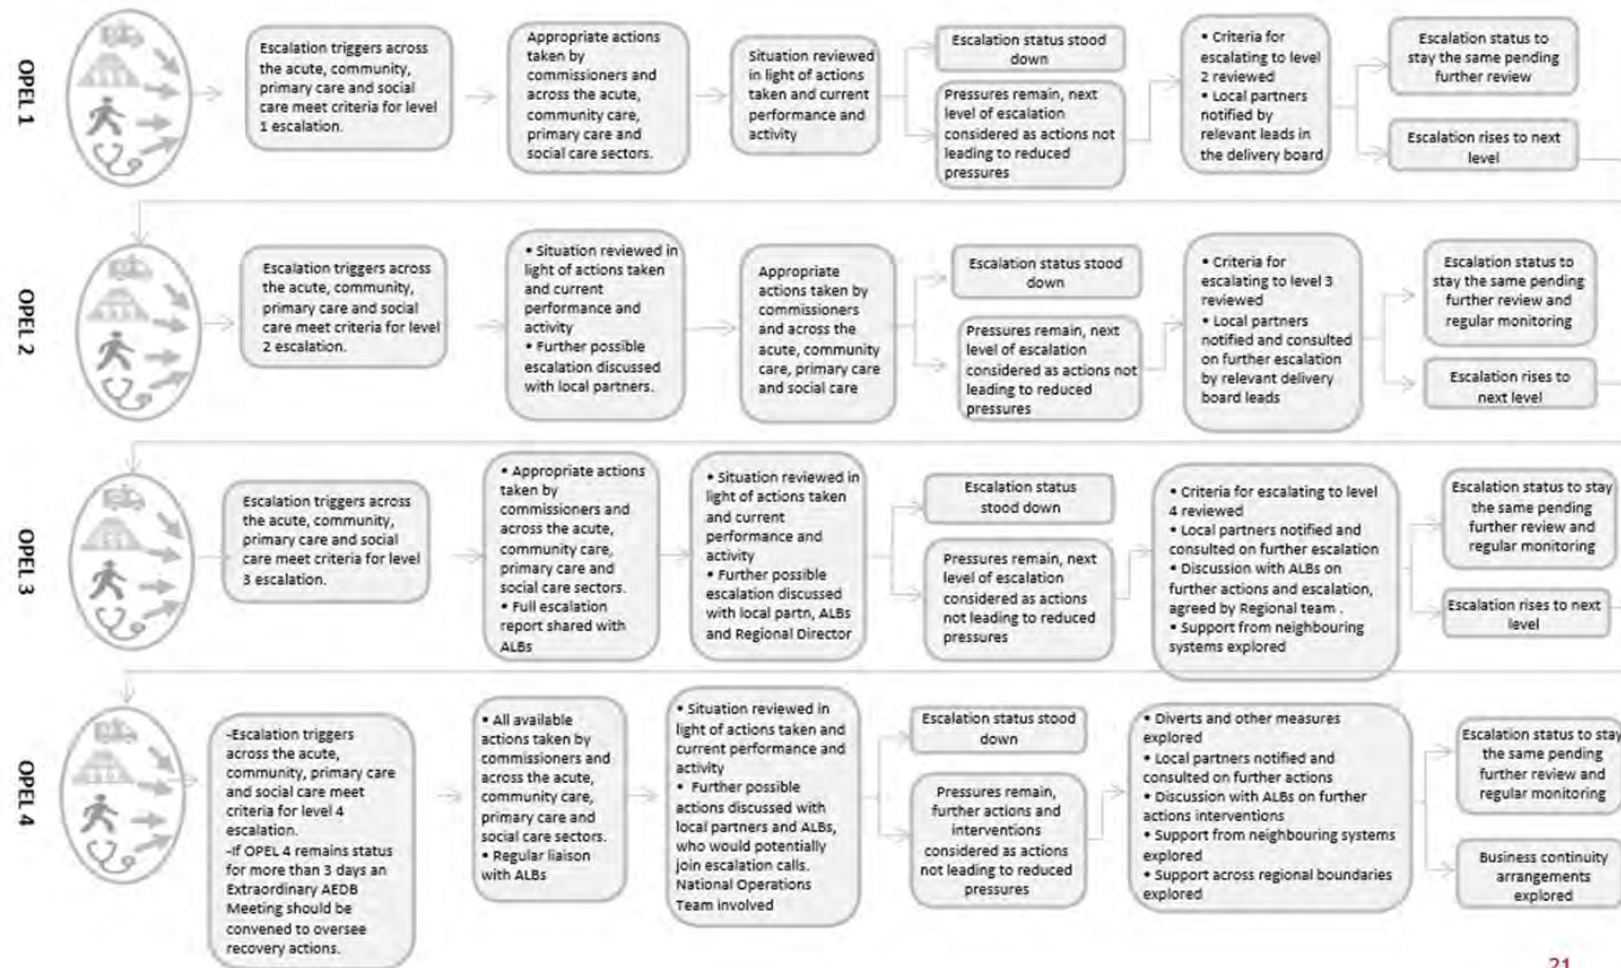 OPEL 1
Escalation triggers across
the acute, community,
primary care and social
care meet criteria for level
1 escalation.
Appropriate actions
taken by
commissioners and
across the acute,
community care,
primary care and
social care sectors.
Situation reviewed
in light of actions
taken and current
performance and
activity
Escalation status stood
down
Pressures remain, next
level of escalation
considered as actions not
leading to reduced
pressures
• Criteria for
escalating to level
2 reviewed
• Local partners
notified by
relevant leads in
the delivery board
Escalation status to
stay the same pending
further review
Escalation rises to next
level
OPEL 2
Escalation triggers across
the acute, community,
primary care and social
care meet criteria for level
2 escalation.
• Situation reviewed in
light of actions taken
and current
performance and
activity
• Further possible
escalation discussed
with local partners.
Appropriate
actions taken by
commissioners
and across the
acute, community
care, primary care
and social care
Escalation status stood
down
Pressures remain, next
level of escalation
considered as actions not
leading to reduced
pressures
• Criteria for
escalating to level 3
reviewed
• Local partners
notified and consulted
on further escalation
by relevant delivery
board leads
Escalation status to
stay the same pending
further review and
regular monitoring
Escalation rises to
next level
OPEL 3
Escalation triggers across
the acute, community,
primary care and social
care meet criteria for level
3 escalation.
• Appropriate actions
taken by
commissioners and
across the acute,
community care,
primary care and
social care sectors.
• Full escalation
report shared with
ALBs
• Situation reviewed in
light of actions taken
and current
performance and
activity
• Further possible
escalation discussed
with local partn, ALBs
and Regional Director
Escalation status
stood down
Pressures remain, next
level of escalation
considered as actions
not leading to reduced
pressures
• Criteria for escalating to level
4 reviewed
• Local partners notified and
consulted on further escalation
• Discussion with ALBs on
further actions and escalation,
agreed by Regional team .
• Support from neighbouring
systems explored
Escalation status to stay
the same pending
further review and
regular monitoring
Escalation rises to next
level
OPEL 4
-Escalation triggers
across the acute,
community, primary care
and social care meet
criteria for level 4
escalation.
-If OPEL 4 remains status
for more than 3 days an
Extraordinary AEDB
Meeting should be
convened to oversee
recovery actions.
• All available
actions taken by
commissioners and
across the acute,
community care,
primary care and
social care sectors.
• Regular liaison
with ALBs
• Situation reviewed in
light of actions taken and
current performance and
activity
• Further possible
actions discussed with
local partners and ALBs,
who would potentially
join escalation calls.
National Operations
Team involved
Escalation status stood
down
Pressures remain,
further actions and
interventions
considered as actions
not leading to reduced
pressures
• Diverts and other measures
explored
• Local partners notified and
consulted on further actions
• Discussion with ALBs on further
actions interventions
• Support from neighbouring systems
explored
• Support across regional boundaries
explored
Escalation status to stay
the same pending
further review and
regular monitoring
Business continuity
arrangements
explored
21